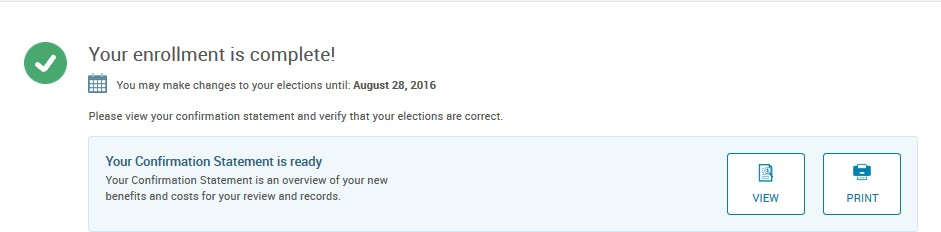 Your enrollment is complete!
You may make changes to your elections until: August 28, 2016
Please view your confirmation statement and verify that your elections are correct.
Your Confirmation Statement is ready
Your Confirmation Statement is an overview of your new
benefits and costs for your review and records.
VIEW
PRINT